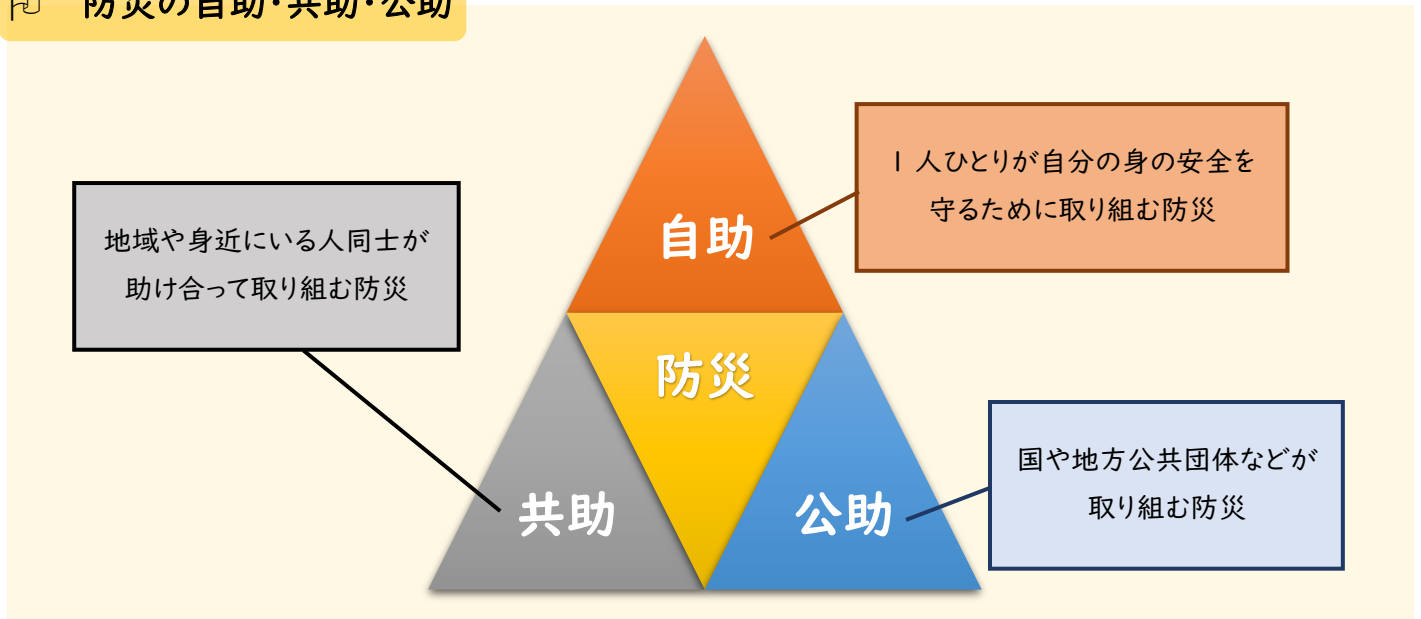 防災の自助・共助・公助
1人ひとりが自分の身の安全を
守るために取り組む防災
地域や身近にいる人同士が
助け合って取り組む防災
自助
防災
共助
公助
国や地方公共団体などが
取り組む防災